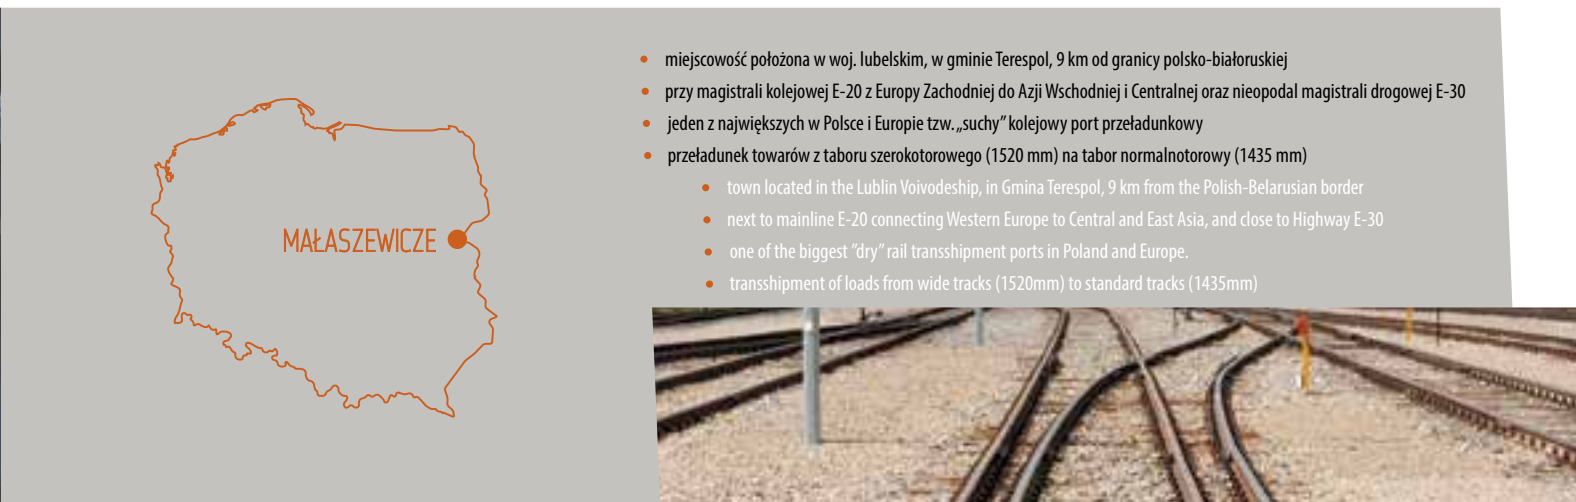 miejscowość położona w woj. lubelskim, w gminie Terespol, 9 km od granicy polsko-białoruskiej
przy magistrali kolejowej E-20 z Europy Zachodniej do Azji Wschodniej i Centralnej oraz nieopodal magistrali drogowej E-30
jeden z największych w Polsce i Europie tzw. „suchy” kolejowy port przeładunkowy
przeładunek towarów z taboru szerokotorowego (1520 mm) na tabor normalnotorowy (1435 mm)
town located in the Lublin Voivodeship, in Gmina Terespol, 9 km from the Polish-Belarusian border
next to mainline E-20 connecting Western Europe to Central and East Asia, and close to Highway E-30
one of the biggest ”dry” rail transshipment ports in Poland and Europe.
transshipment of loads from wide tracks (1520mm) to standard tracks (1435mm)
MAŁASZEWICZE